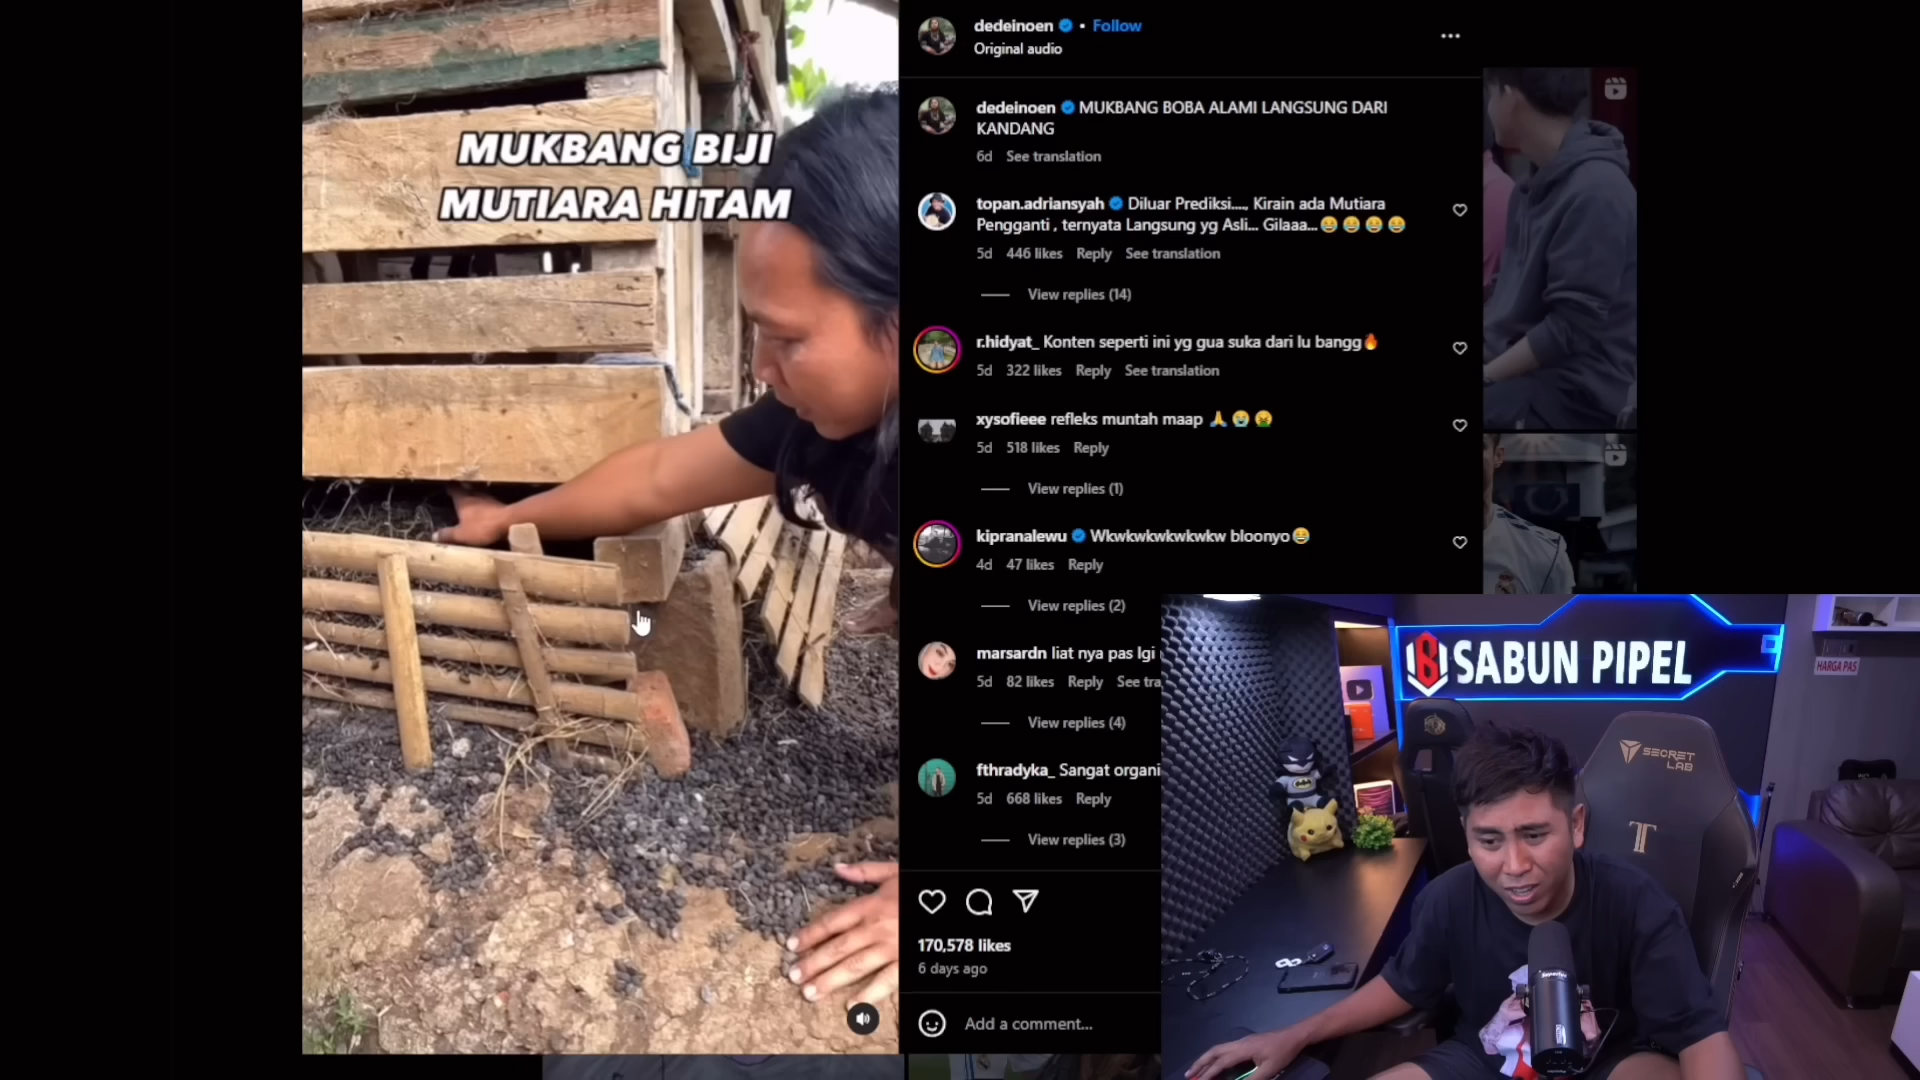 MUKBANG BIJI
MUTIARA HITAM
dedeinoen • Follow
Original audio
dedeinoen MUKBANG BOBA ALAMI LANGSUNG DARI
KANDANG
6d See translation
topan.adriansyah Diluar Prediksi...., Kirain ada Mutiara
Pengganti , ternyata Langsung yg Asli... Gilaaa...😂😂😂😂
5d 446 likes Reply See translation
View replies (14)
r.hidyat_ Konten seperti ini yg gua suka dari lu bangg🔥
5d 322 likes Reply See translation
xysofieee refleks muntah maap 🙏😭🤮
5d 518 likes Reply
View replies (1)
kipranalewu Wkwkwkwkwkwkw bloonyo😂
4d 47 likes Reply
View replies (2)
marsardn liat nya pas lgi
5d 82 likes Reply See tra
View replies (4)
fthradyka_ Sangat organi
5d 668 likes Reply
View replies (3)
170,578 likes
6 days ago
Add a comment...
SABUN PIPEL
HARGA PAS
SECRET
LAB